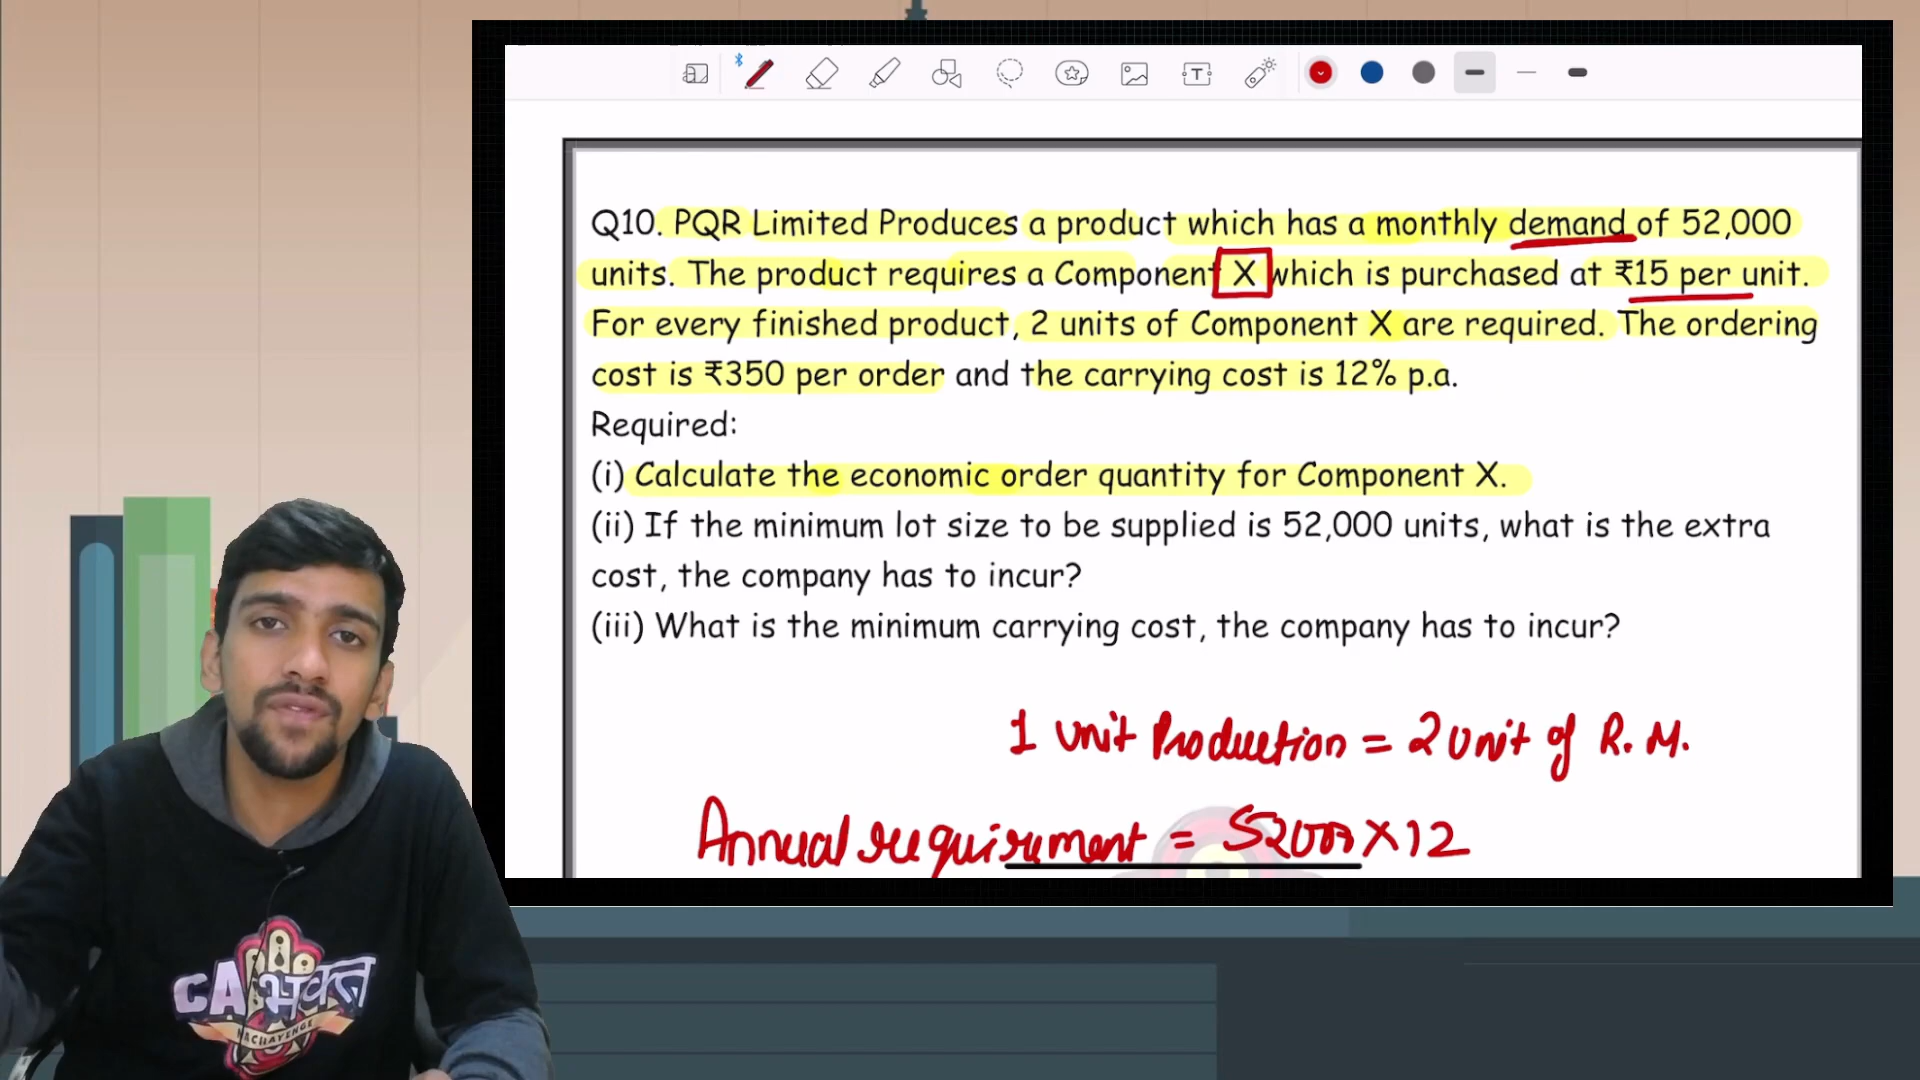 Q10. PQR Limited Produces a product which has a monthly demand of 52,000
units. The product requires a Component X which is purchased at ₹15 per unit.
For every finished product, 2 units of Component X are required. The ordering
cost is ₹350 per order and the carrying cost is 12% p.a.
Required:
(i) Calculate the economic order quantity for Component X.
(ii) If the minimum lot size to be supplied is 52,000 units, what is the extra
cost, the company has to incur?
(iii) What is the minimum carrying cost, the company has to incur?
1 Unit Production = 2 Unit of R. M.
Annual requirement = 52000 X 12
CA भक्त